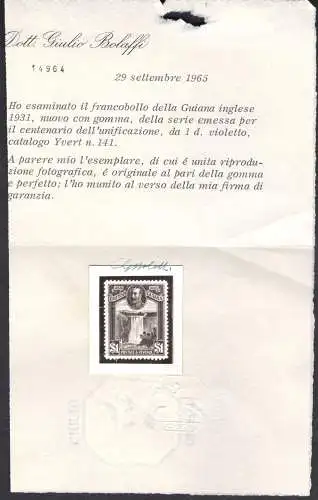 Dott. Giulio Bolaffi
14964
29 settembre 1965
Ho esaminato il francobollo della Guiana inglese
1931, nuovo con gomma, della serie emessa per
il centenario dell'unificazione, da 1 d. violetto,
catalogo Yvert n. 141.
A parere mio l'esemplare, di cui è unita riprodu-
zione fotografica, è originale al pari della gomma
e perfetto; l'ho munito al verso della mia firma di
garanzia.
$1 $1
GIULIO